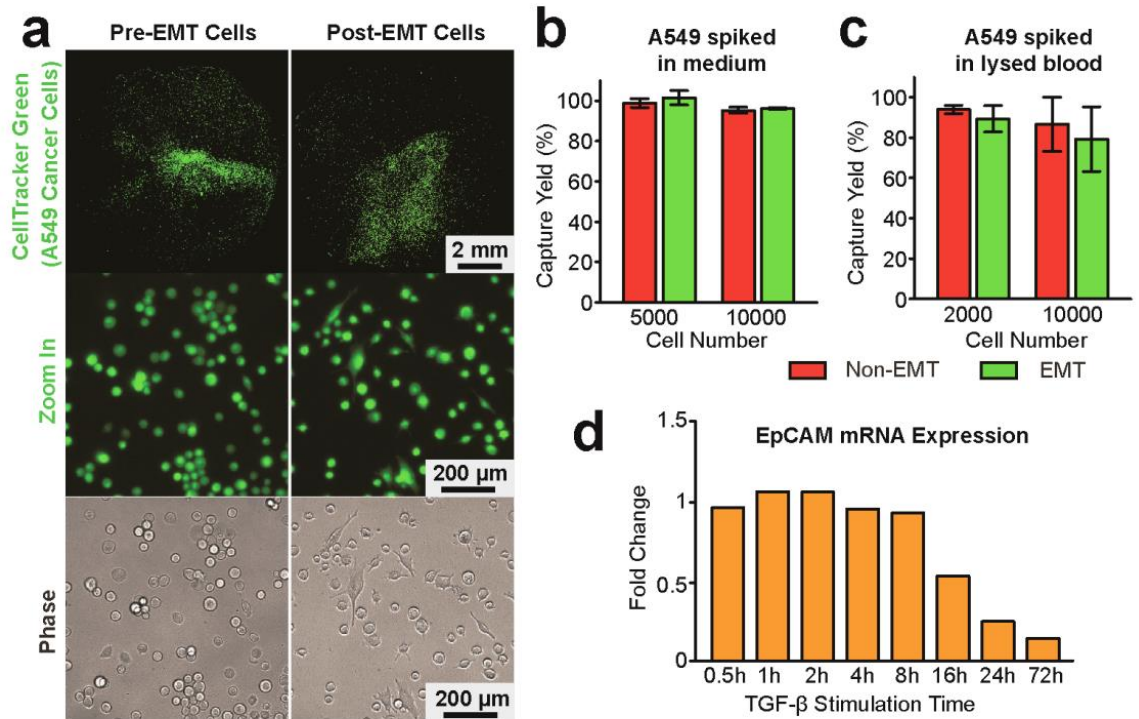 a
Pre-EMT Cells
Post-EMT Cells
CellTracker Green
(A549 Cancer Cells)
2 mm
Zoom In
200 µm
Phase
200 µm
b
A549 spiked
in medium
Capture Yeld (%)
100
80
60
40
20
0
5000
10000
Cell Number
c
A549 spiked
in lysed blood
Capture Yeld (%)
100
80
60
40
20
0
2000
10000
Cell Number
Non-EMT
EMT
d
EpCAM mRNA Expression
Fold Change
1.5
1
0.5
0
0.5h 1h 2h 4h 8h 16h 24h 72h
TGF-β Stimulation Time